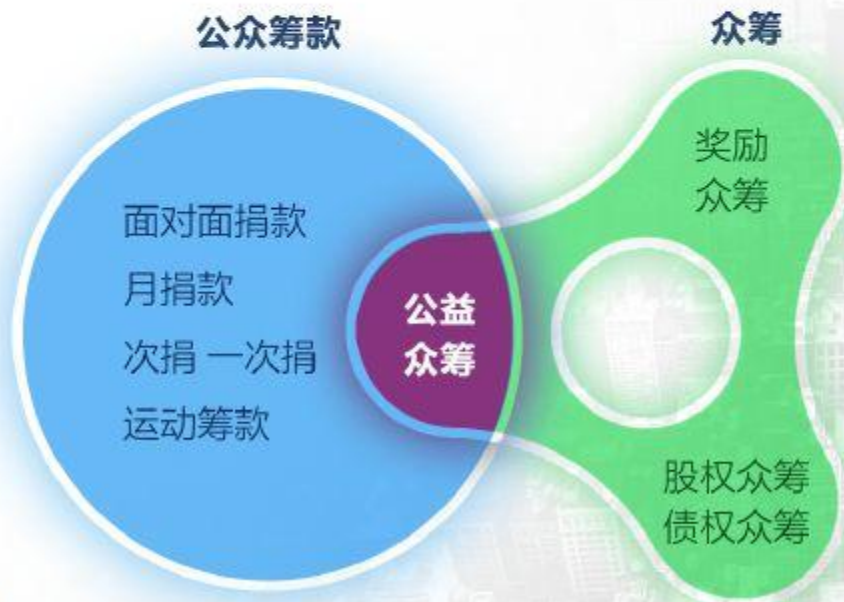 公众筹款
众筹
面对面捐款
月捐款
次捐 一次捐
运动筹款
公益
众筹
奖励
众筹
股权众筹
债权众筹